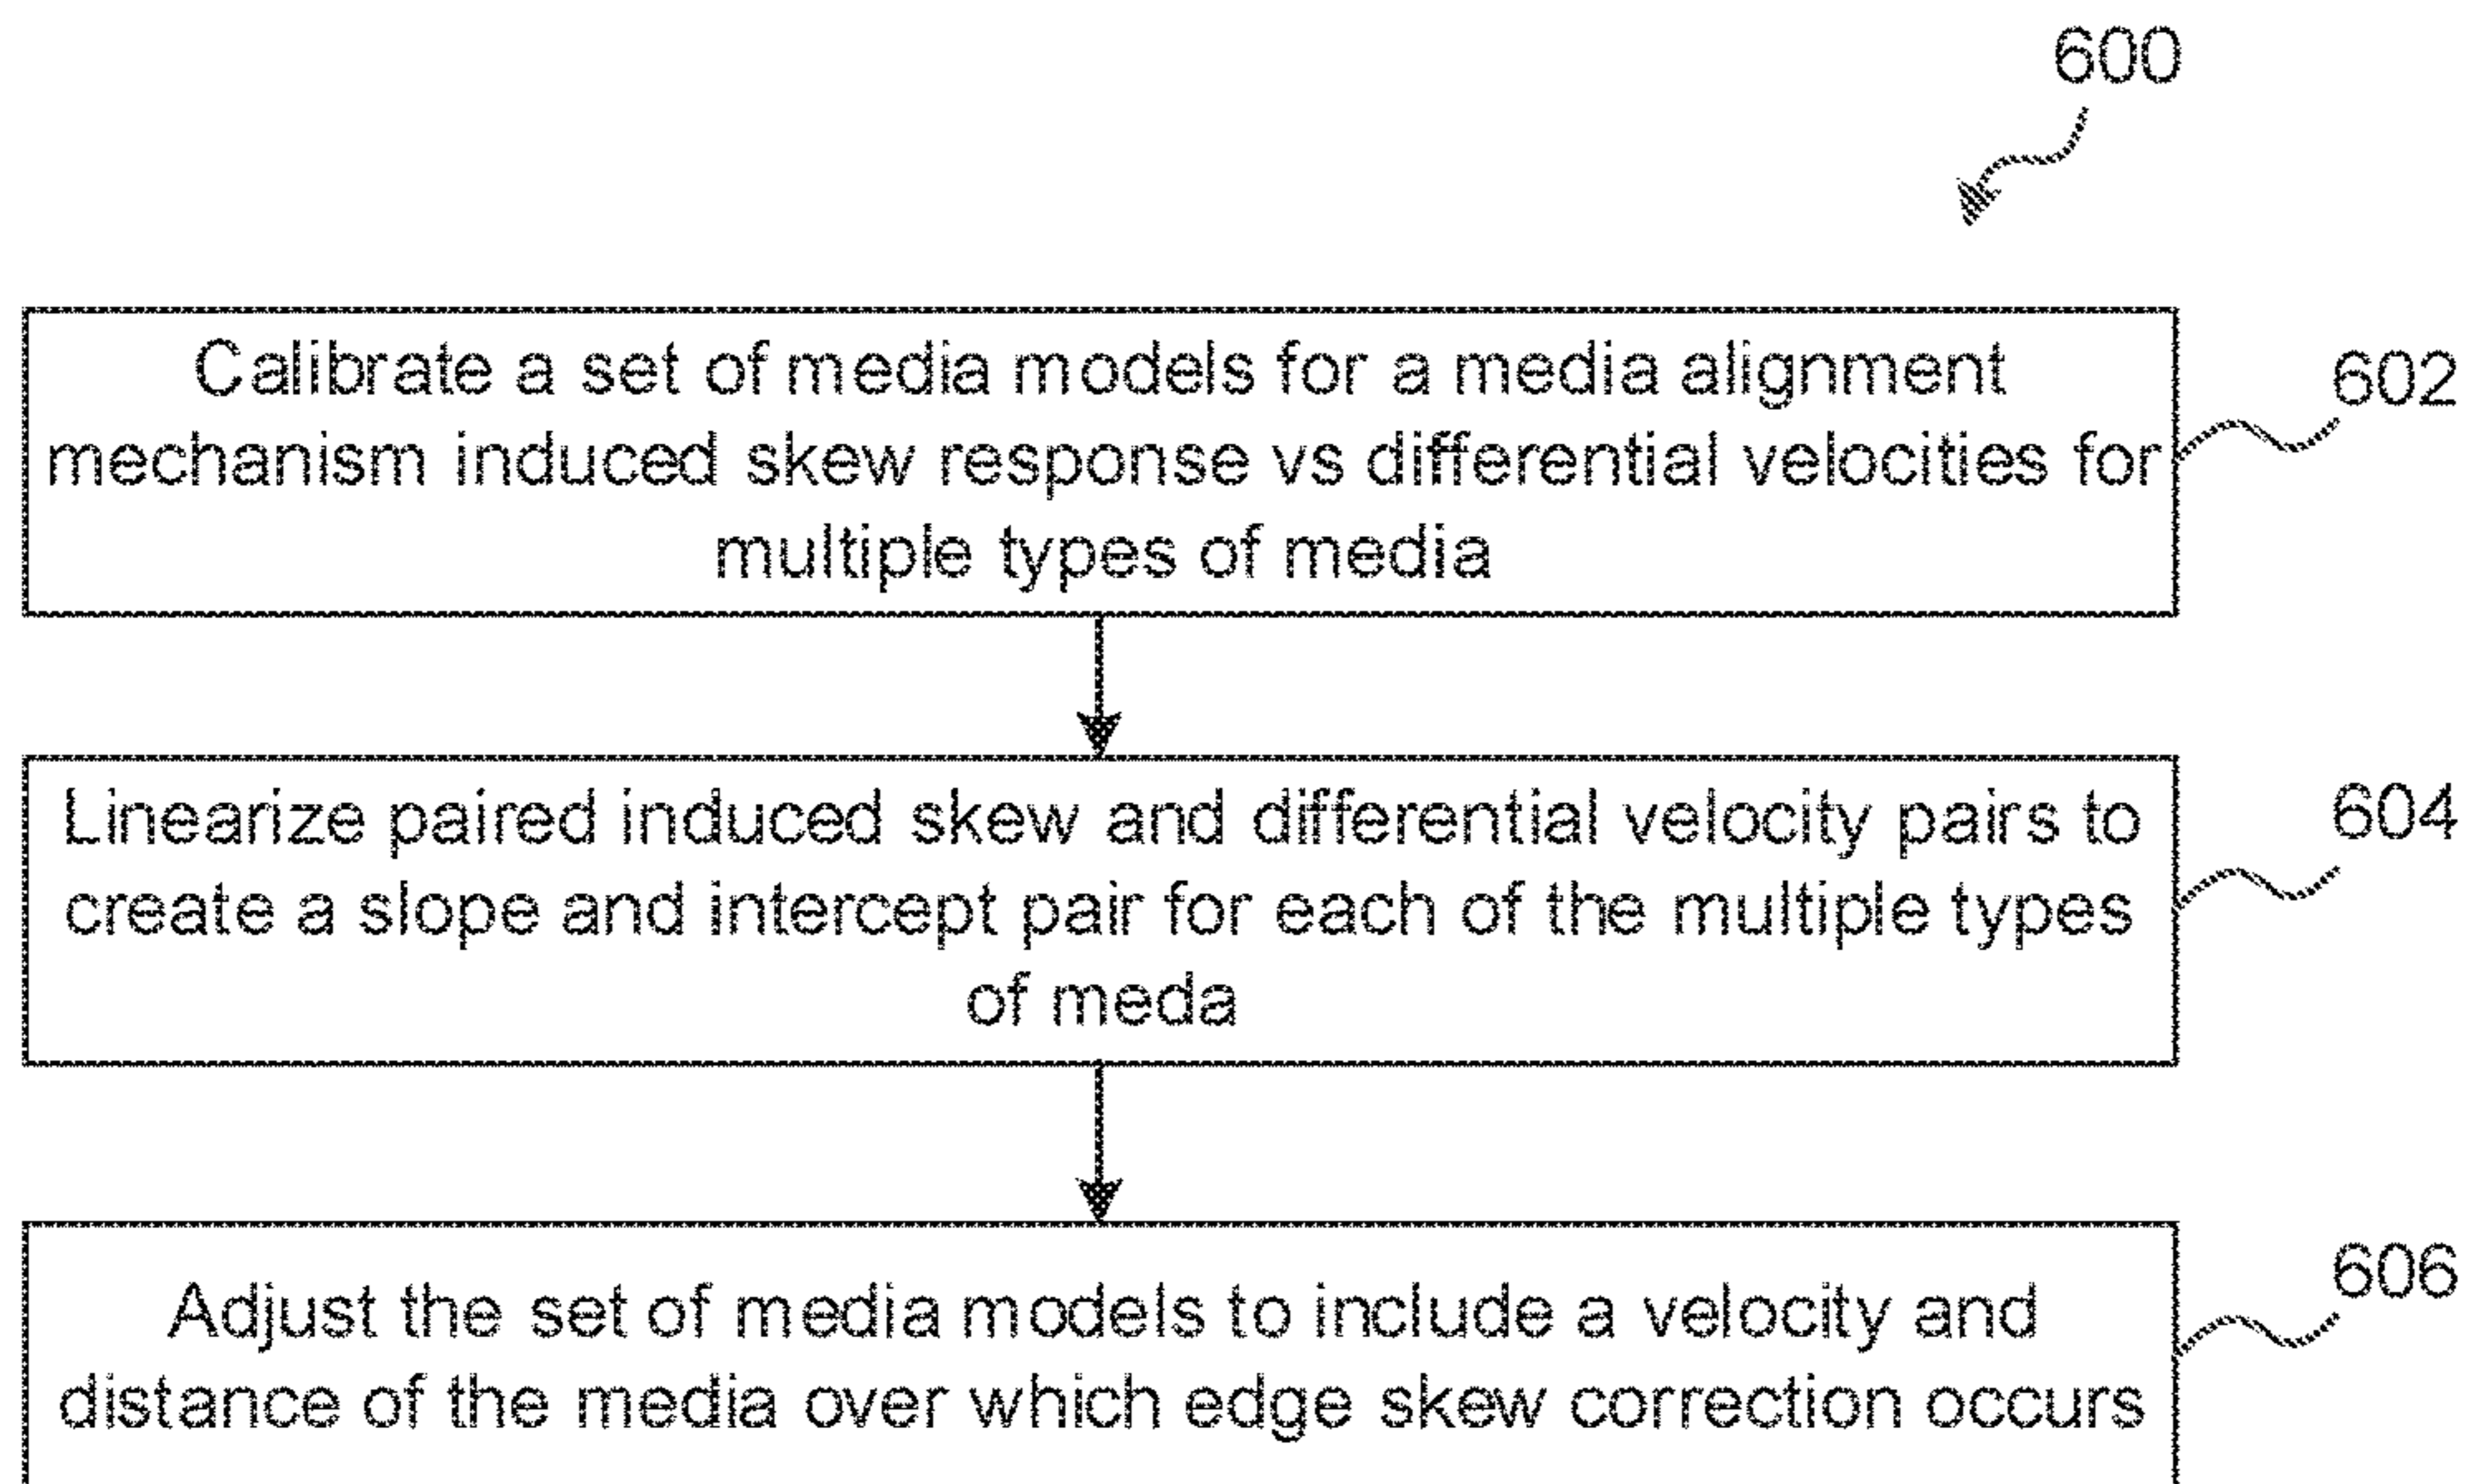 600
Calibrate a set of media models for a media alignment
mechanism induced skew response vs differential velocities for
multiple types of media
602
Linearize paired induced skew and differential velocity pairs to
create a slope and intercept pair for each of the multiple types
of meda
604
Adjust the set of media models to include a velocity and
distance of the media over which edge skew correction occurs
606